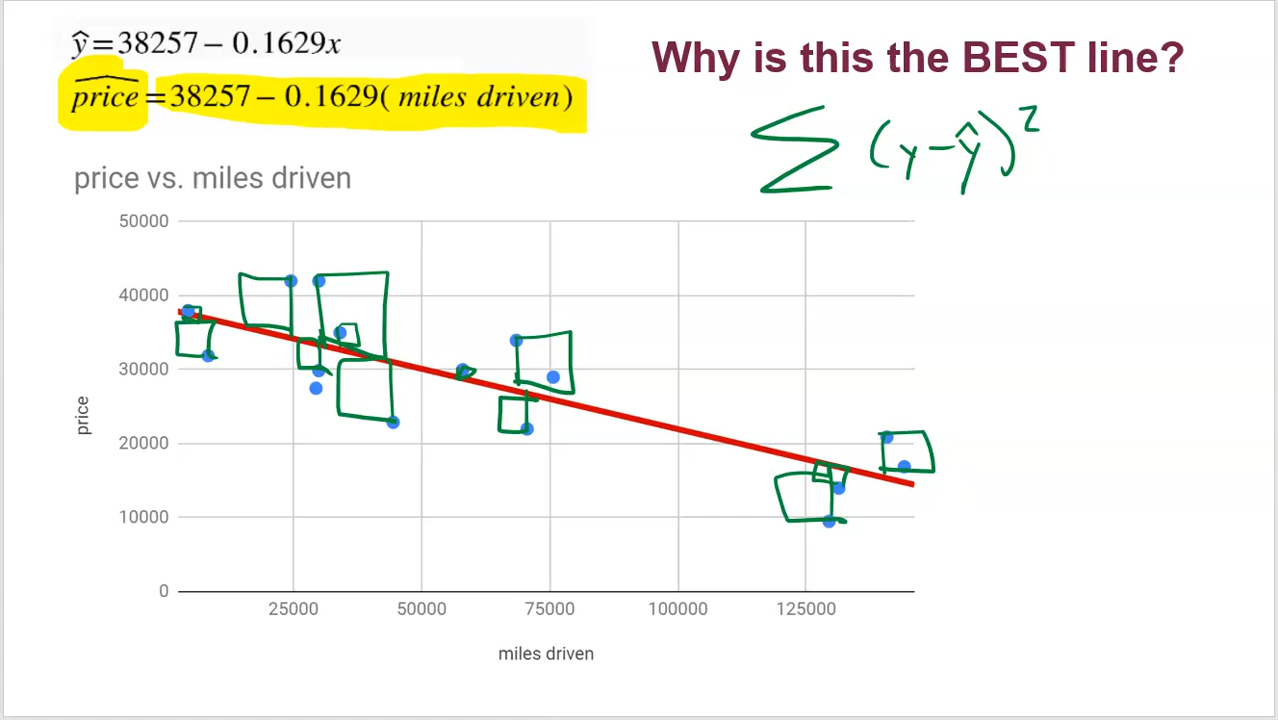 ŷ = 38257 − 0.1629x
price^ = 38257 − 0.1629( miles driven)
Why is this the BEST line?
∑ (y − ŷ)²
price vs. miles driven
50000
40000
30000
20000
10000
0
price
25000 50000 75000 100000 125000
miles driven